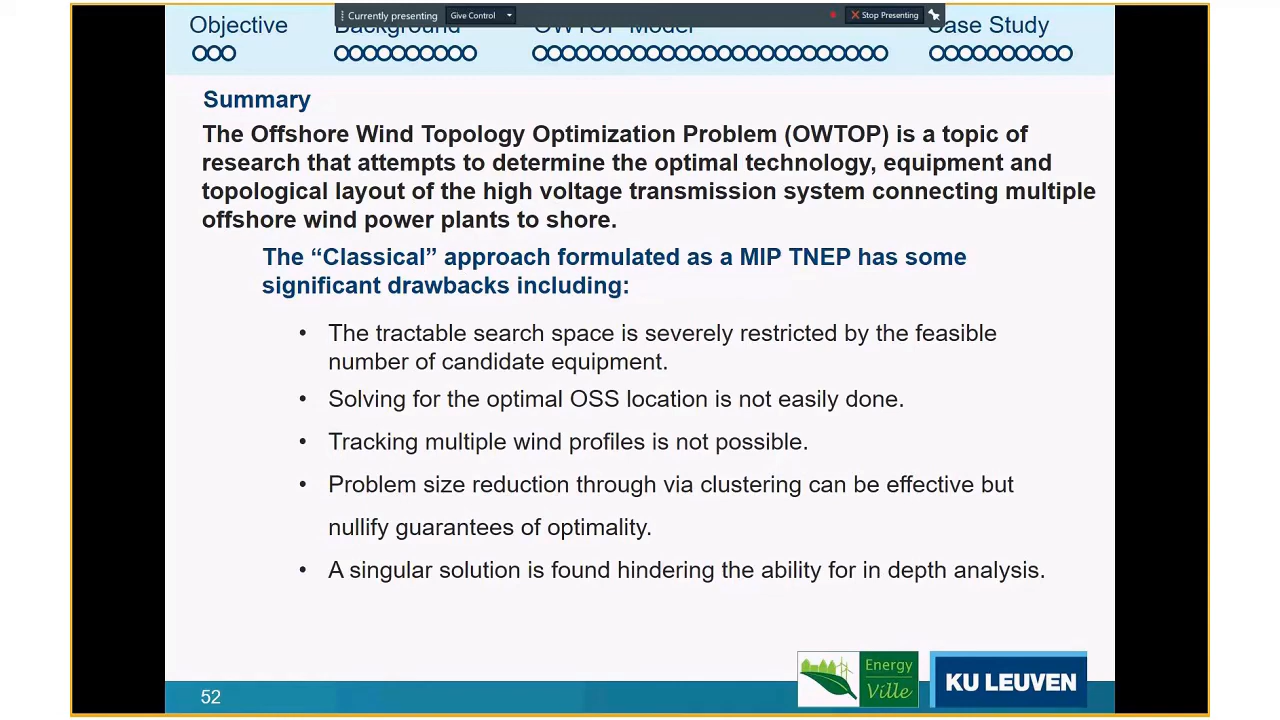 Currently presenting Give Control Stop Presenting
Objective Background OWTOP Model Case Study
Summary
The Offshore Wind Topology Optimization Problem (OWTOP) is a topic of
research that attempts to determine the optimal technology, equipment and
topological layout of the high voltage transmission system connecting multiple
offshore wind power plants to shore.
The “Classical” approach formulated as a MIP TNEP has some
significant drawbacks including:
• The tractable search space is severely restricted by the feasible
number of candidate equipment.
• Solving for the optimal OSS location is not easily done.
• Tracking multiple wind profiles is not possible.
• Problem size reduction through via clustering can be effective but
nullify guarantees of optimality.
• A singular solution is found hindering the ability for in depth analysis.
Energy
Ville
KU LEUVEN
52